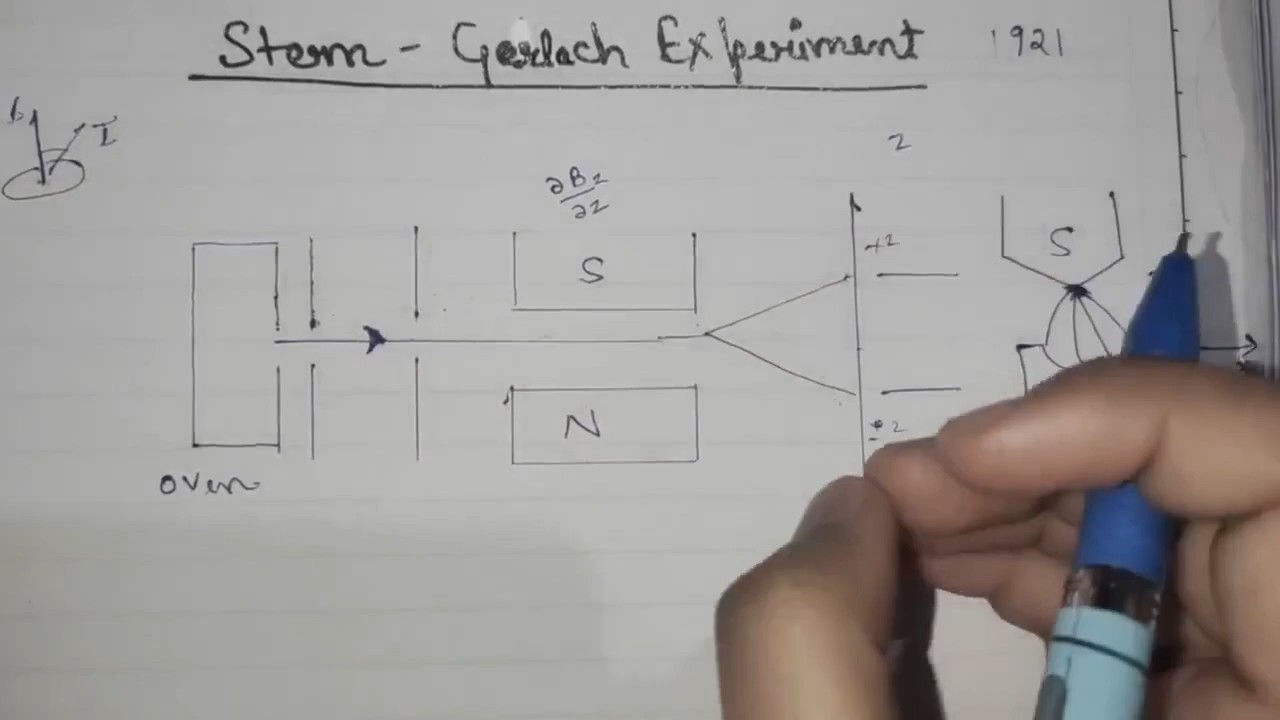 Stern - Gerlach Experiment 1921
b
I
z
∂Bz
∂z
+z
S
S
N
-z
oven
x